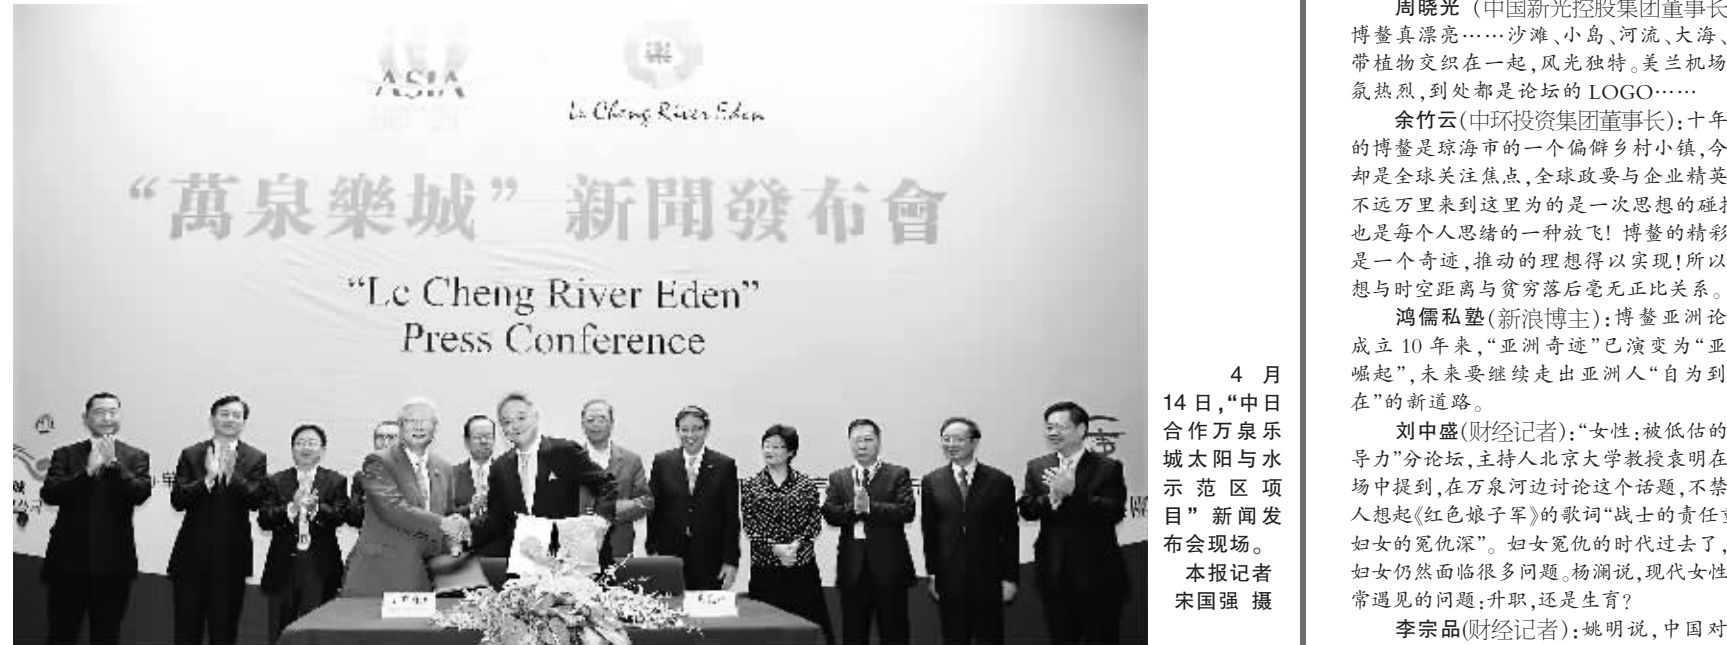 ASIA
樂
Le Cheng River Eden
“萬泉樂城”新聞發布會
“Le Cheng River Eden”
Press Conference
4 月
14 日，“中日
合作万泉乐
城太阳与水
示范区项
目”新闻发
布会现场。
本报记者
宋国强 摄
周晓光（中国新光控股集团董事长
博鳌真漂亮……沙滩、小岛、河流、大海、
带植物交织在一起，风光独特。美兰机场
氛热烈，到处都是论坛的 LOGO……
余竹云(中环投资集团董事长)：十年
的博鳌是琼海市的一个偏僻乡村小镇，今
却是全球关注焦点，全球政要与企业精英
不远万里来到这里为的是一次思想的碰
也是每个人思绪的一种放飞！博鳌的精彩
是一个奇迹，推动的理想得以实现！所以
想与时空距离与贫穷落后毫无正比关系。
鸿儒私塾(新浪博主)：博鳌亚洲论
成立 10 年来，“亚洲奇迹”已演变为“亚
崛起”，未来要继续走出亚洲人“自为到
在”的新道路。
刘中盛(财经记者)：“女性：被低估的
导力”分论坛，主持人北京大学教授袁明在
场中提到，在万泉河边讨论这个话题，不禁
人想起《红色娘子军》的歌词“战士的责任
妇女的冤仇深”。妇女冤仇的时代过去了，
妇女仍然面临很多问题。杨澜说，现代女性
常遇见的问题：升职，还是生育？
李宗品(财经记者)：姚明说，中国对